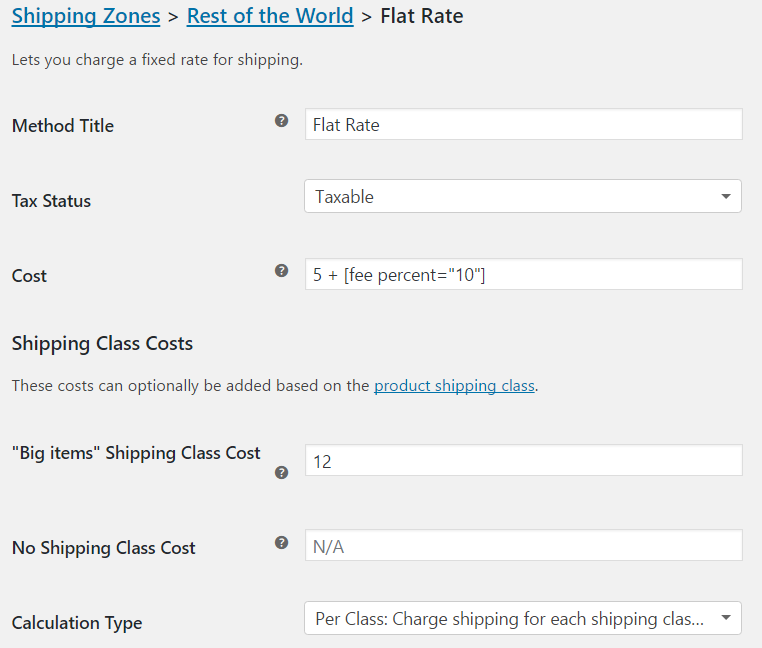 Shipping Zones > Rest of the World > Flat Rate
Lets you charge a fixed rate for shipping.
Method Title
Flat Rate
Tax Status
Taxable
Cost
5 + [fee percent="10"]
Shipping Class Costs
These costs can optionally be added based on the product shipping class.
"Big items" Shipping Class Cost
12
No Shipping Class Cost
N/A
Calculation Type
Per Class: Charge shipping for each shipping clas...